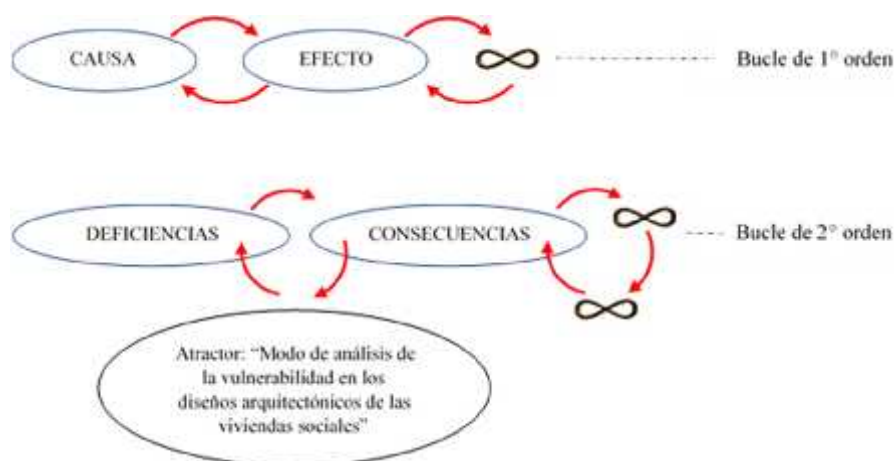 CAUSA
EFECTO
Bucle de 1° orden
DEFICIENCIAS
CONSECUENCIAS
Bucle de 2° orden
Atractor: “Modo de análisis de
la vulnerabilidad en los
diseños arquitectónicos de las
viviendas sociales”